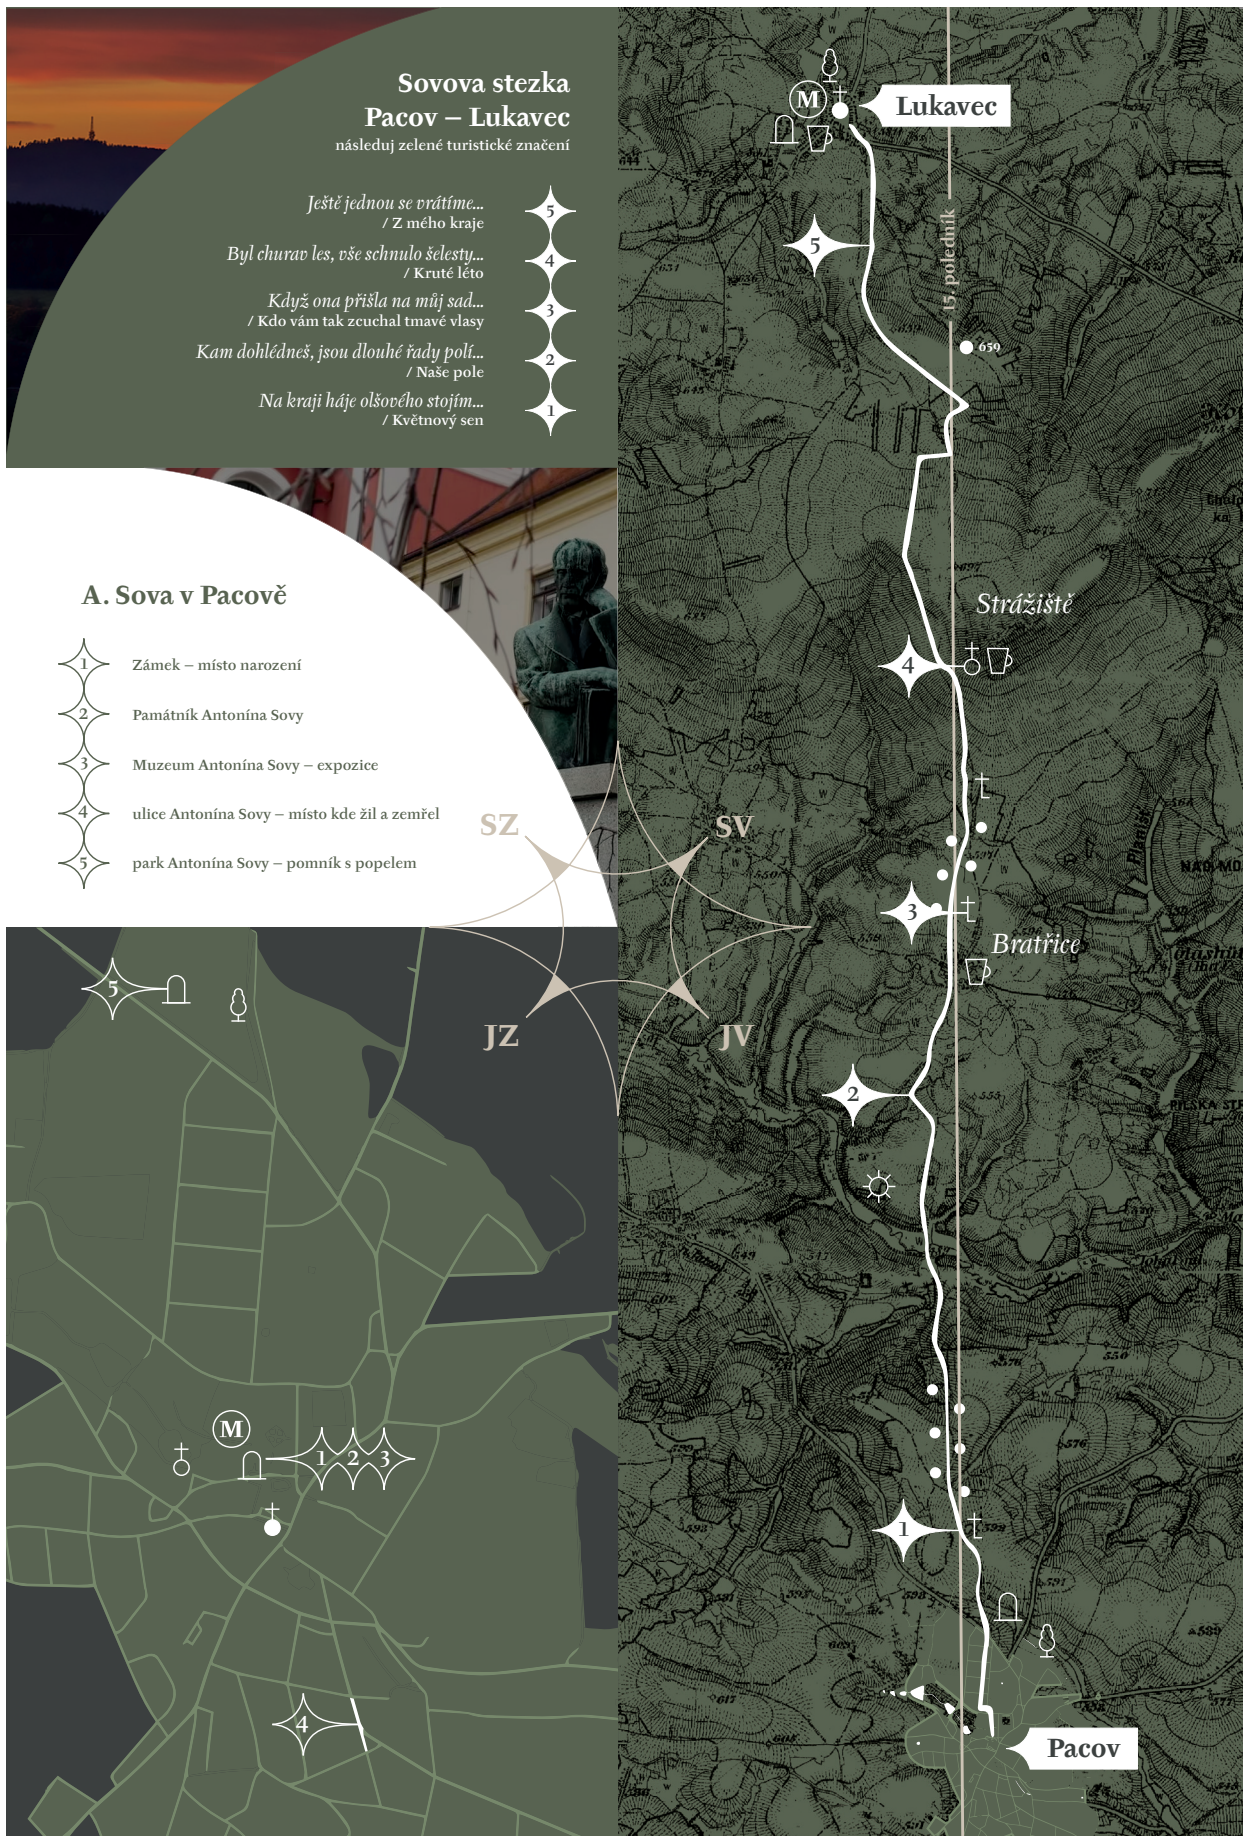 Sovova stezka
Pacov – Lukavec
následuj zelené turistické značení
Ještě jednou se vrátíme...
/ Z mého kraje
5
Byl churav les, vše schnulo šelesty...
/ Kruté léto
4
Když ona přišla na můj sad...
/ Kdo vám tak zcuchal tmavé vlasy
3
Kam dohlédneš, jsou dlouhé řady polí...
/ Naše pole
2
Na kraji háje olšového stojím...
/ Květnový sen
1
A. Sova v Pacově
1 Zámek – místo narození
2 Památník Antonína Sovy
3 Muzeum Antonína Sovy – expozice
4 ulice Antonína Sovy – místo kde žil a zemřel
5 park Antonína Sovy – pomník s popelem
SZ
SV
JZ
JV
5
M
1 2 3
4
M
Lukavec
15 poledník
5
659
Strážiště
4
3
Bratřice
2
1
Pacov